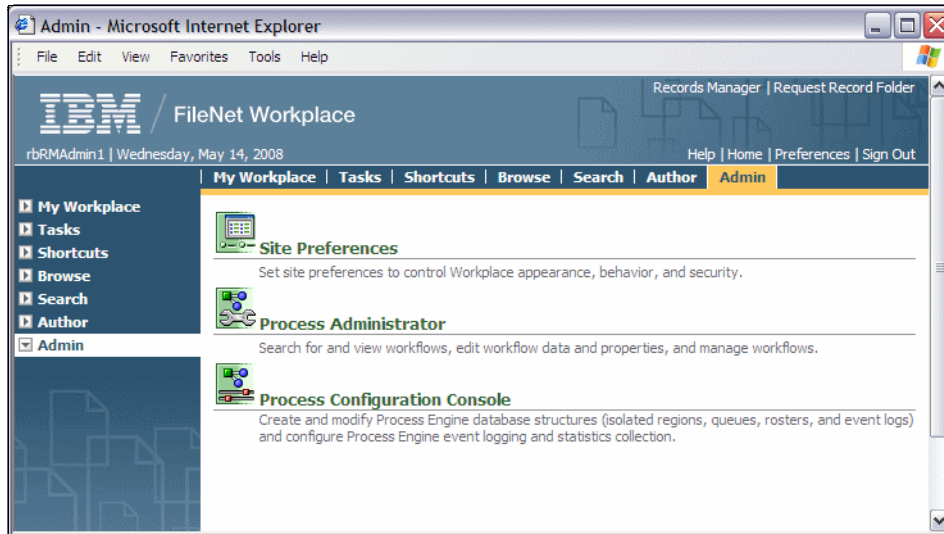 Admin - Microsoft Internet Explorer
File Edit View Favorites Tools Help
Records Manager | Request Record Folder
IBM / FileNet Workplace
rbRMAdmin1 | Wednesday, May 14, 2008
Help | Home | Preferences | Sign Out
| My Workplace | Tasks | Shortcuts | Browse | Search | Author Admin
My Workplace
Tasks
Shortcuts
Browse
Search
Author
Admin
Site Preferences
Set site preferences to control Workplace appearance, behavior, and security.
Process Administrator
Search for and view workflows, edit workflow data and properties, and manage workflows.
Process Configuration Console
Create and modify Process Engine database structures (isolated regions, queues, rosters, and event logs)
and configure Process Engine event logging and statistics collection.